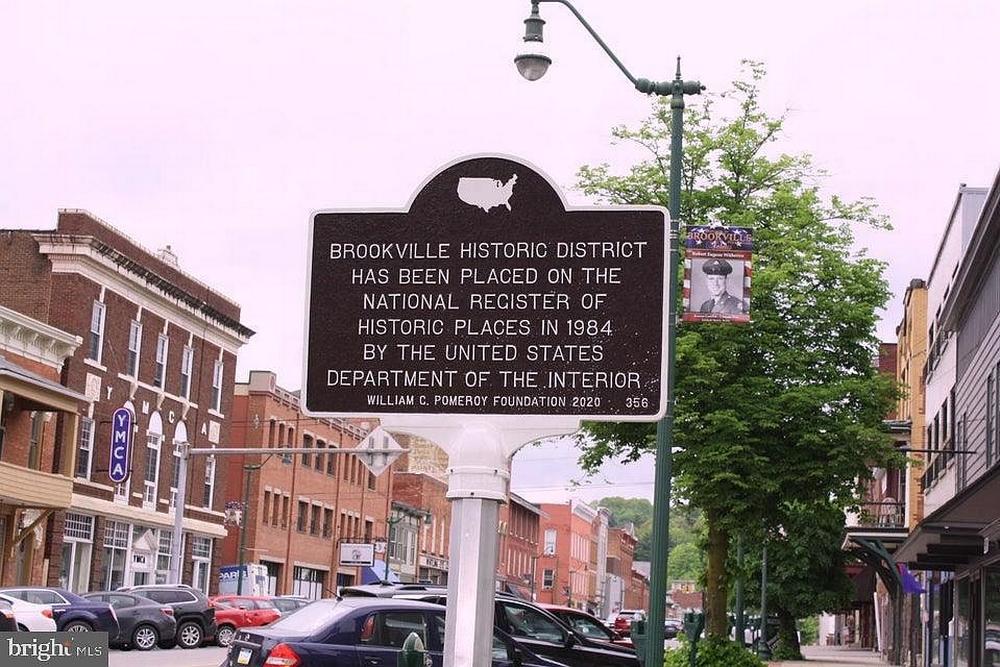 BROOKVILLE HISTORIC DISTRICT
HAS BEEN PLACED ON THE
NATIONAL REGISTER OF
HISTORIC PLACES IN 1984
BY THE UNITED STATES
DEPARTMENT OF THE INTERIOR
WILLIAM C. POMEROY FOUNDATION 2020 356
BROOKVILLE
YMCA
Y M C A
bright MLS